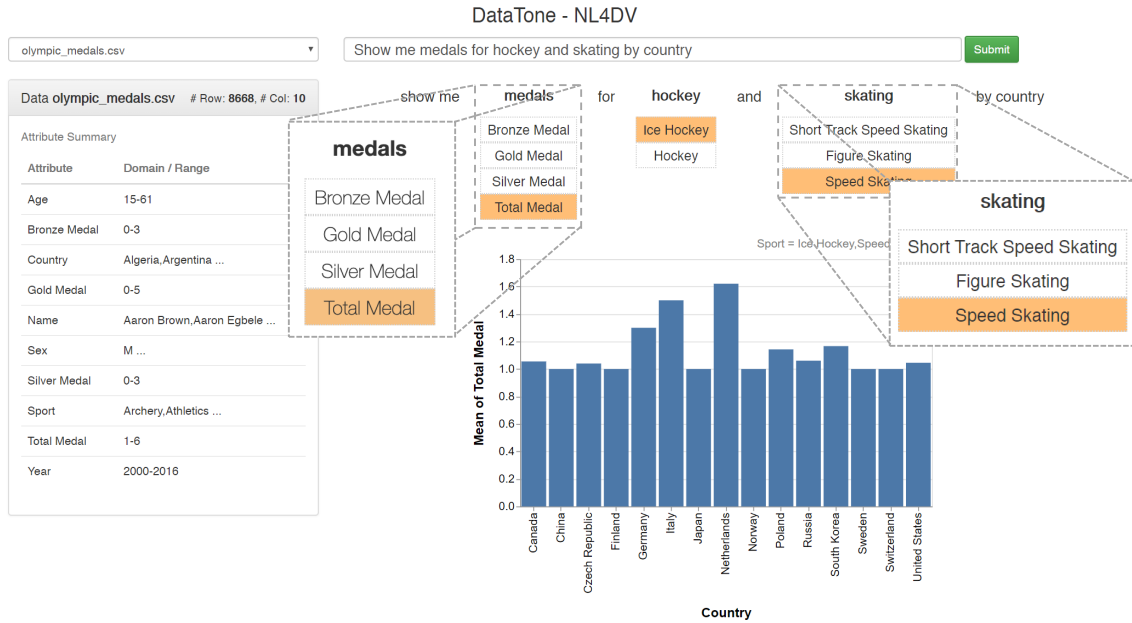 DataTone - NL4DV
olympic_medals.csv
Show me medals for hockey and skating by country
Submit
Data olympic_medals.csv # Row: 8668, # Col: 10
Attribute Summary
Attribute Domain / Range
Age 15-61
Bronze Medal 0-3
Country Algeria,Argentina ...
Gold Medal 0-5
Name Aaron Brown,Aaron Egbele ...
Sex M ...
Silver Medal 0-3
Sport Archery,Athletics ...
Total Medal 1-6
Year 2000-2016
show me medals for hockey and skating by country
Bronze Medal
Gold Medal
Silver Medal
Total Medal
Ice Hockey
Hockey
Short Track Speed Skating
Figure Skating
Speed Skating
medals
Bronze Medal
Gold Medal
Silver Medal
Total Medal
skating
Short Track Speed Skating
Figure Skating
Speed Skating
Sport = Ice Hockey,Speed
Mean of Total Medal
1.8
1.6
1.4
1.2
1.0
0.8
0.6
0.4
0.2
0.0
Canada
China
Czech Republic
Finland
Germany
Italy
Japan
Netherlands
Norway
Poland
Russia
South Korea
Sweden
Switzerland
United States
Country